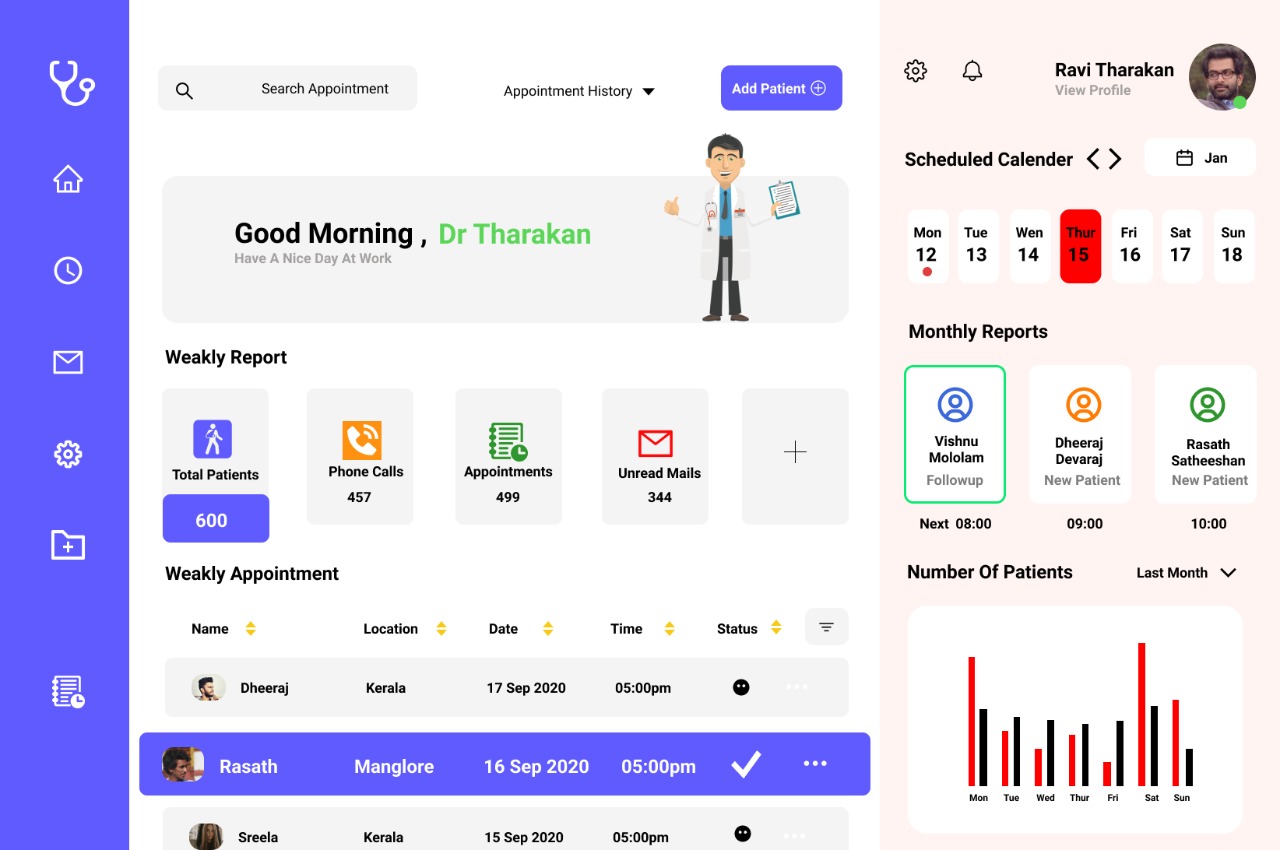 Search Appointment
Appointment History
Add Patient
Good Morning , Dr Tharakan
Have A Nice Day At Work
Weakly Report
Total Patients
600
Phone Calls
457
Appointments
499
Unread Mails
344
Weakly Appointment
Name Location Date Time Status
Dheeraj Kerala 17 Sep 2020 05:00pm
Rasath Manglore 16 Sep 2020 05:00pm
Sreela Kerala 15 Sep 2020 05:00pm
Ravi Tharakan
View Profile
Scheduled Calender
Jan
Mon Tue Wen Thur Fri Sat Sun
12 13 14 15 16 17 18
Monthly Reports
Vishnu
Mololam
Followup
Next 08:00
Dheeraj
Devaraj
New Patient
09:00
Rasath
Satheeshan
New Patient
10:00
Number Of Patients
Last Month
Mon Tue Wed Thur Fri Sat Sun